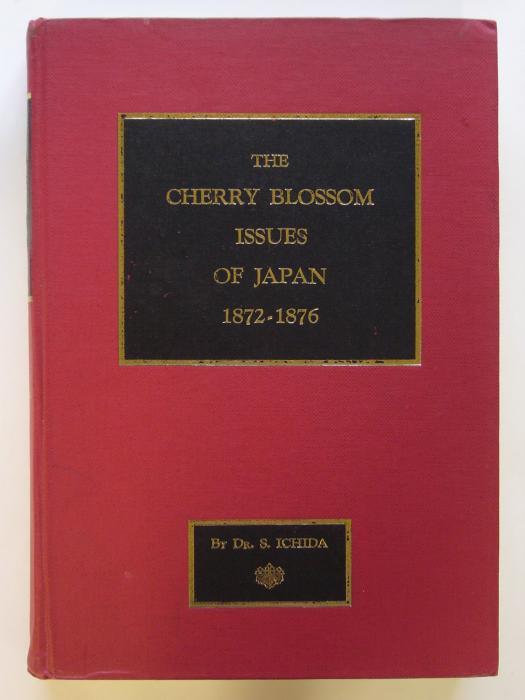 THE
CHERRY BLOSSOM
ISSUES
OF JAPAN
1872-1876
By Dr. S. ICHIDA